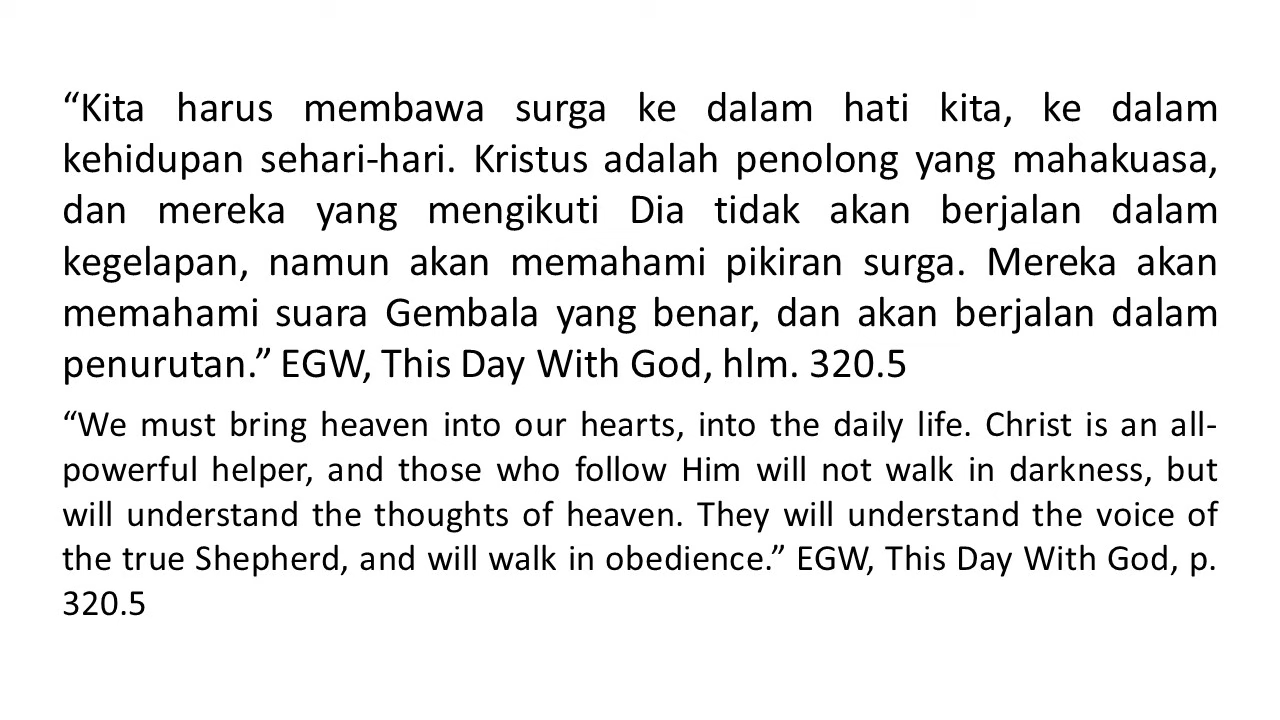 “Kita harus membawa surga ke dalam hati kita, ke dalam
kehidupan sehari-hari. Kristus adalah penolong yang mahakuasa,
dan mereka yang mengikuti Dia tidak akan berjalan dalam
kegelapan, namun akan memahami pikiran surga. Mereka akan
memahami suara Gembala yang benar, dan akan berjalan dalam
penurutan.” EGW, This Day With God, hlm. 320.5
“We must bring heaven into our hearts, into the daily life. Christ is an all-
powerful helper, and those who follow Him will not walk in darkness, but
will understand the thoughts of heaven. They will understand the voice of
the true Shepherd, and will walk in obedience.” EGW, This Day With God, p.
320.5